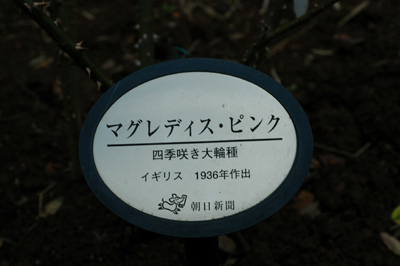 マグレディス・ピンク
四季咲き大輪種
イギリス 1936年作出
朝日新聞